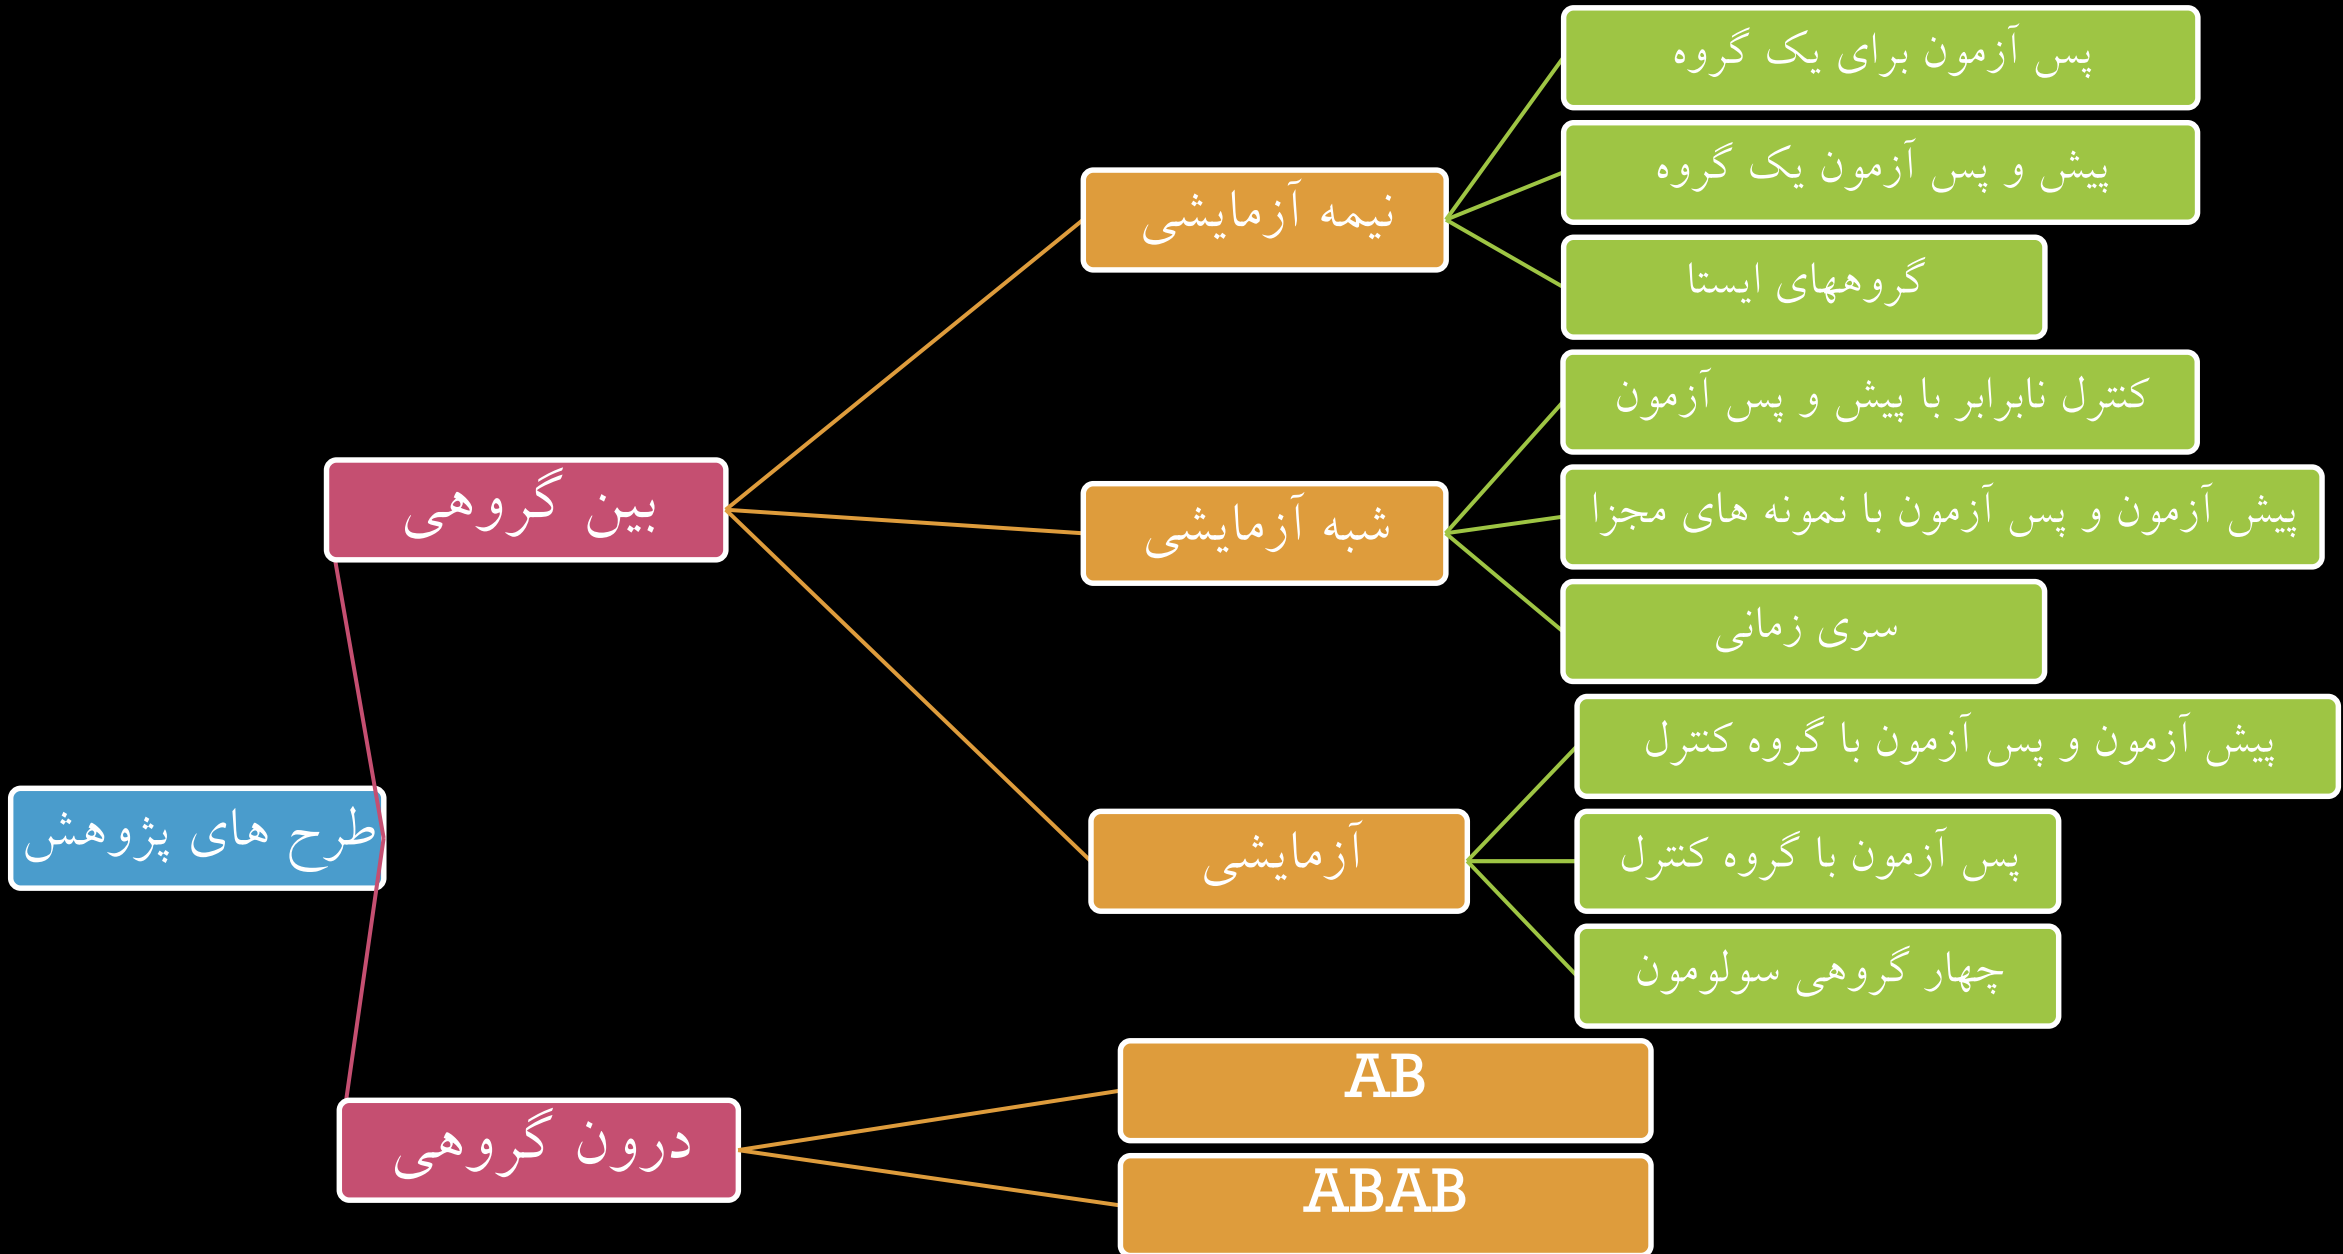 طرح های پژوهش
بین گروهی
نیمه آزمایشی
پس آزمون برای یک گروه
پیش و پس آزمون یک گروه
گروههای ایستا
شبه آزمایشی
کنترل نابرابر با پیش و پس آزمون
پیش آزمون و پس آزمون با نمونه های مجزا
سری زمانی
آزمایشی
پیش آزمون و پس آزمون با گروه کنترل
پس آزمون با گروه کنترل
چهار گروهی سولومون
درون گروهی
AB
ABAB